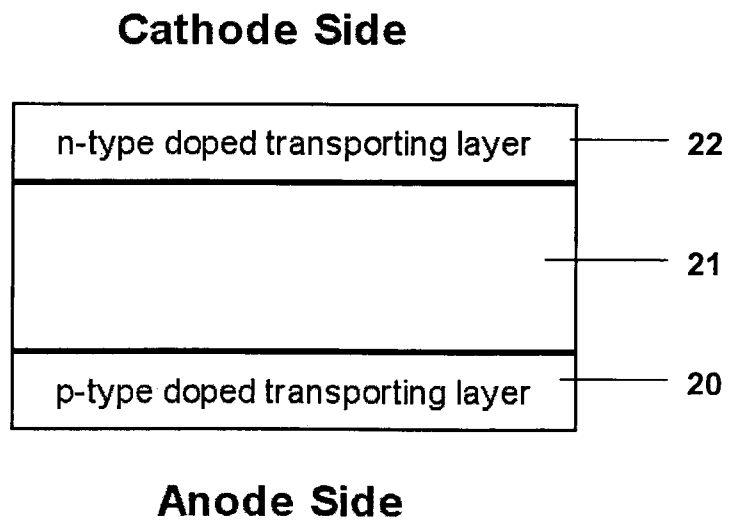 Cathode Side
n-type doped transporting layer 22
21
p-type doped transporting layer 20
Anode Side